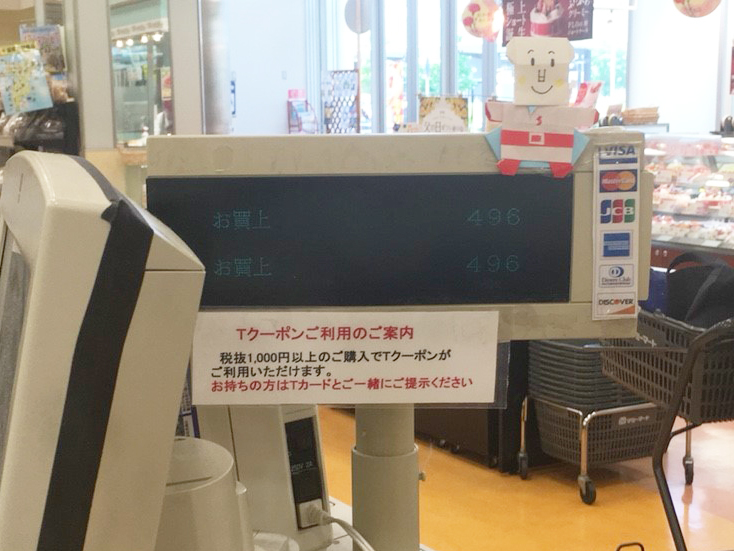 お買上 496
お買上 496
Tクーポンご利用のご案内
税抜1,000円以上のご購入でTクーポンが
ご利用いただけます。
お持ちの方はTカードとご一緒にご提示ください
S
VISA
MasterCard
JCB
Diners Club
DISCOVER